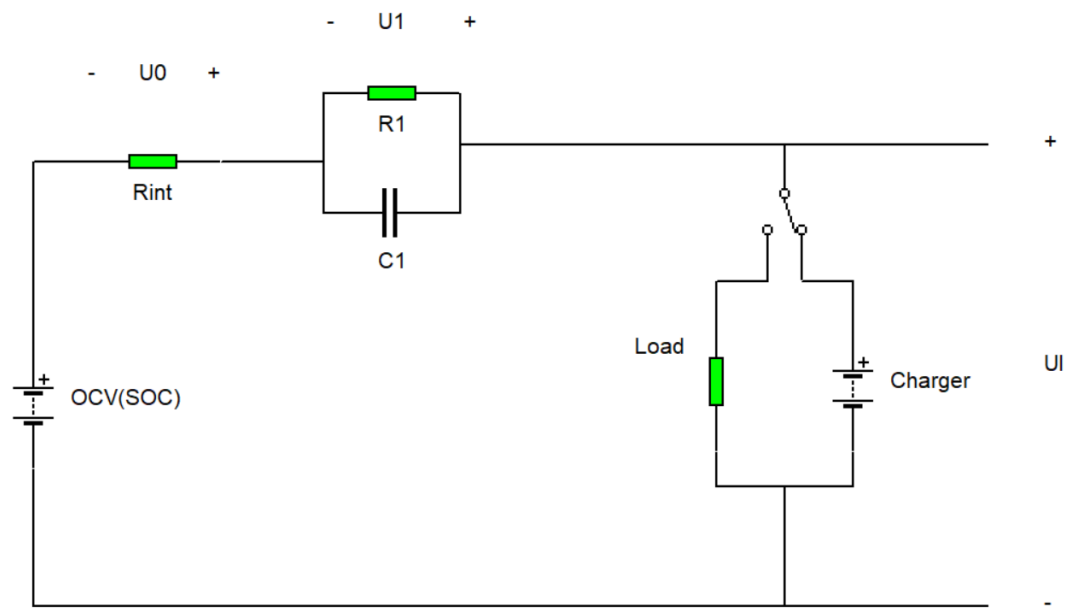 - U1 +
- U0 +
R1
+
Rint
C1
Load
+
Ul
+
Charger
+
OCV(SOC)
-